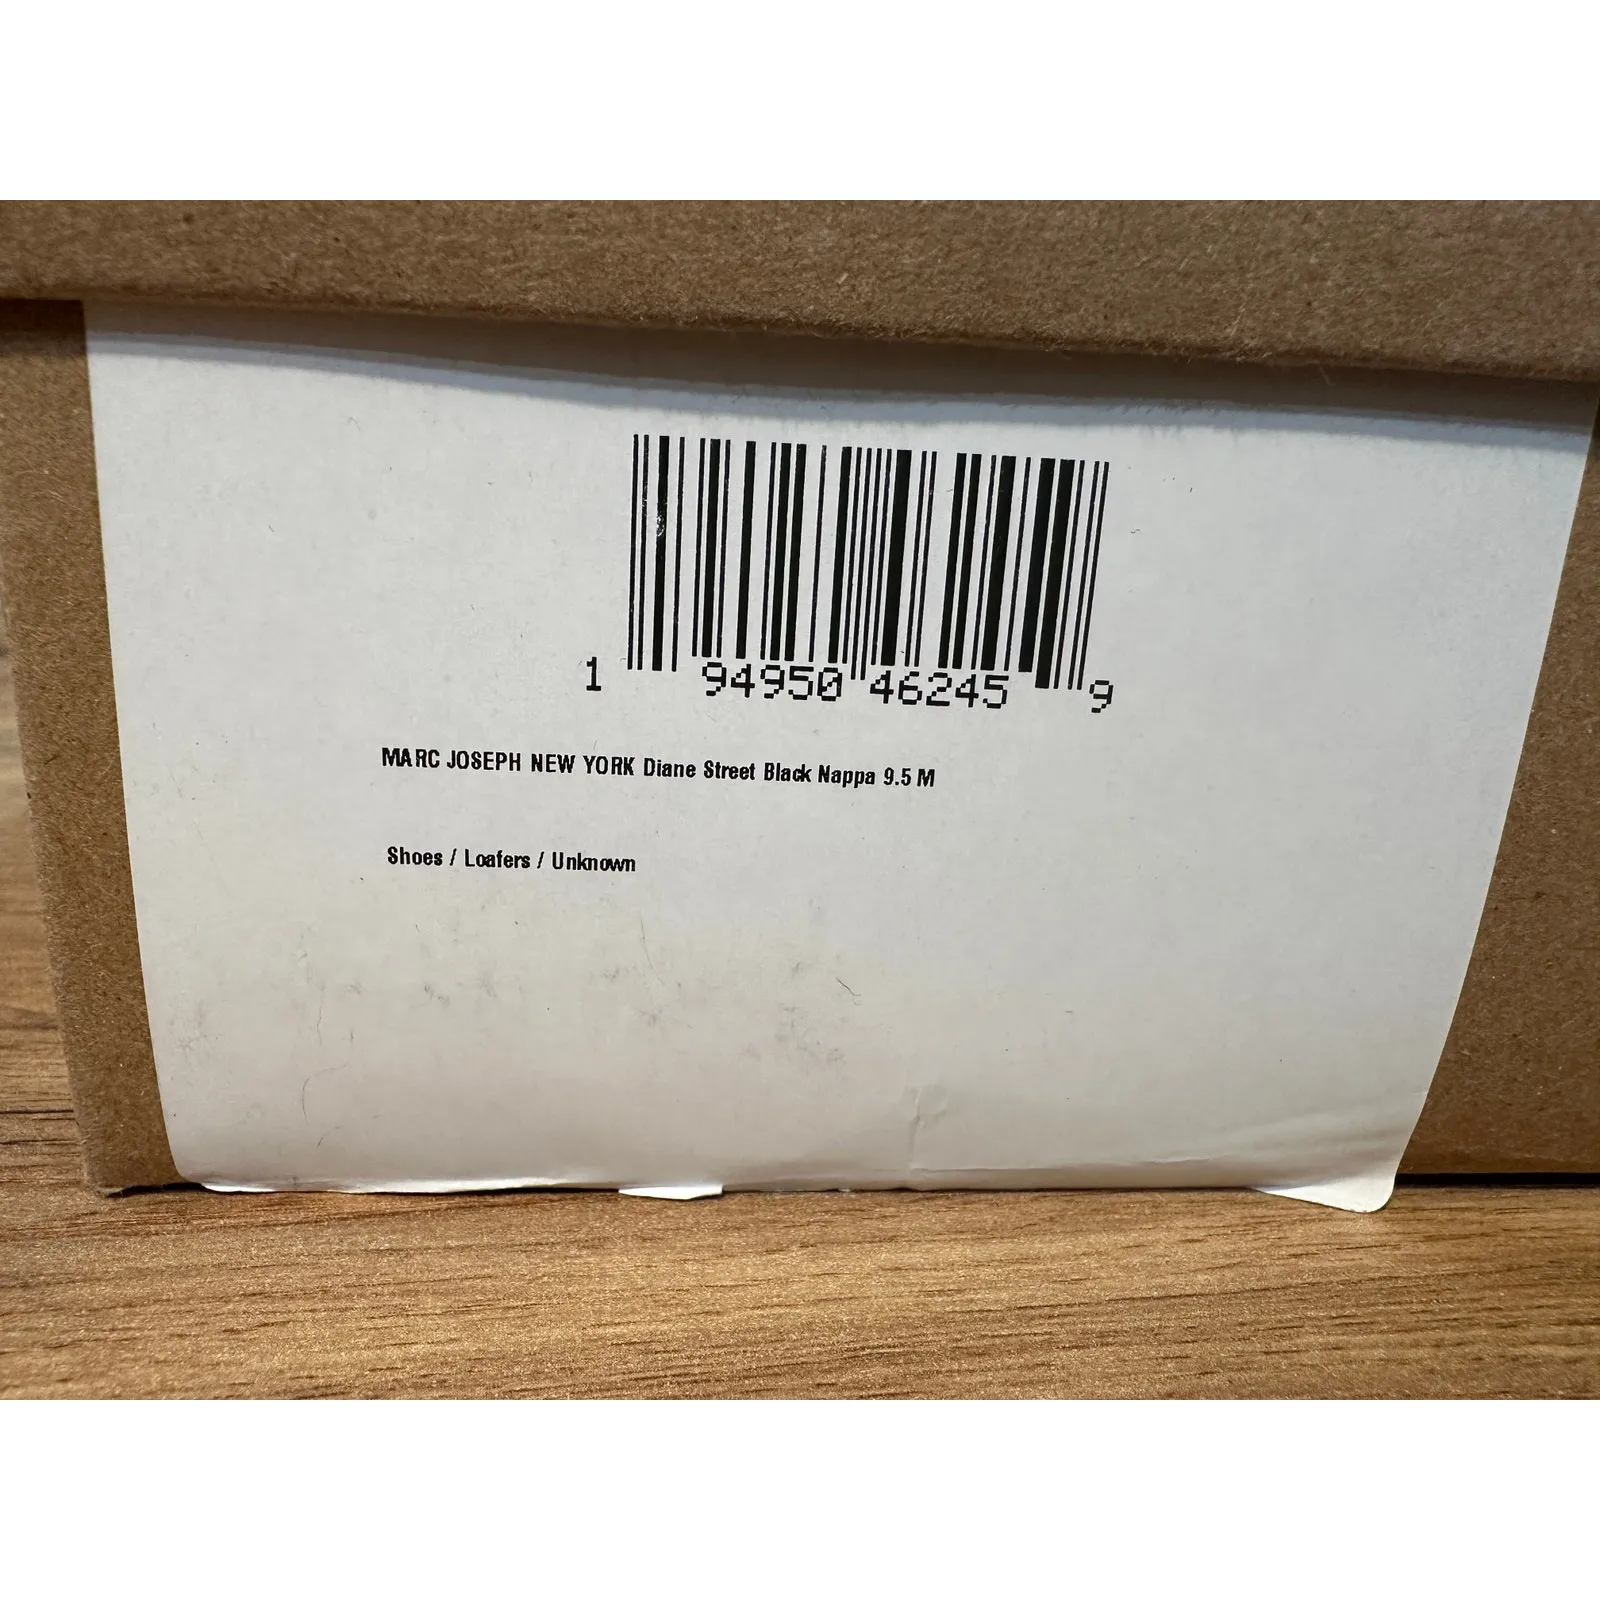 1 94950 46245 9
MARC JOSEPH NEW YORK Diane Street Black Nappa 9.5 M
Shoes / Loafers / Unknown